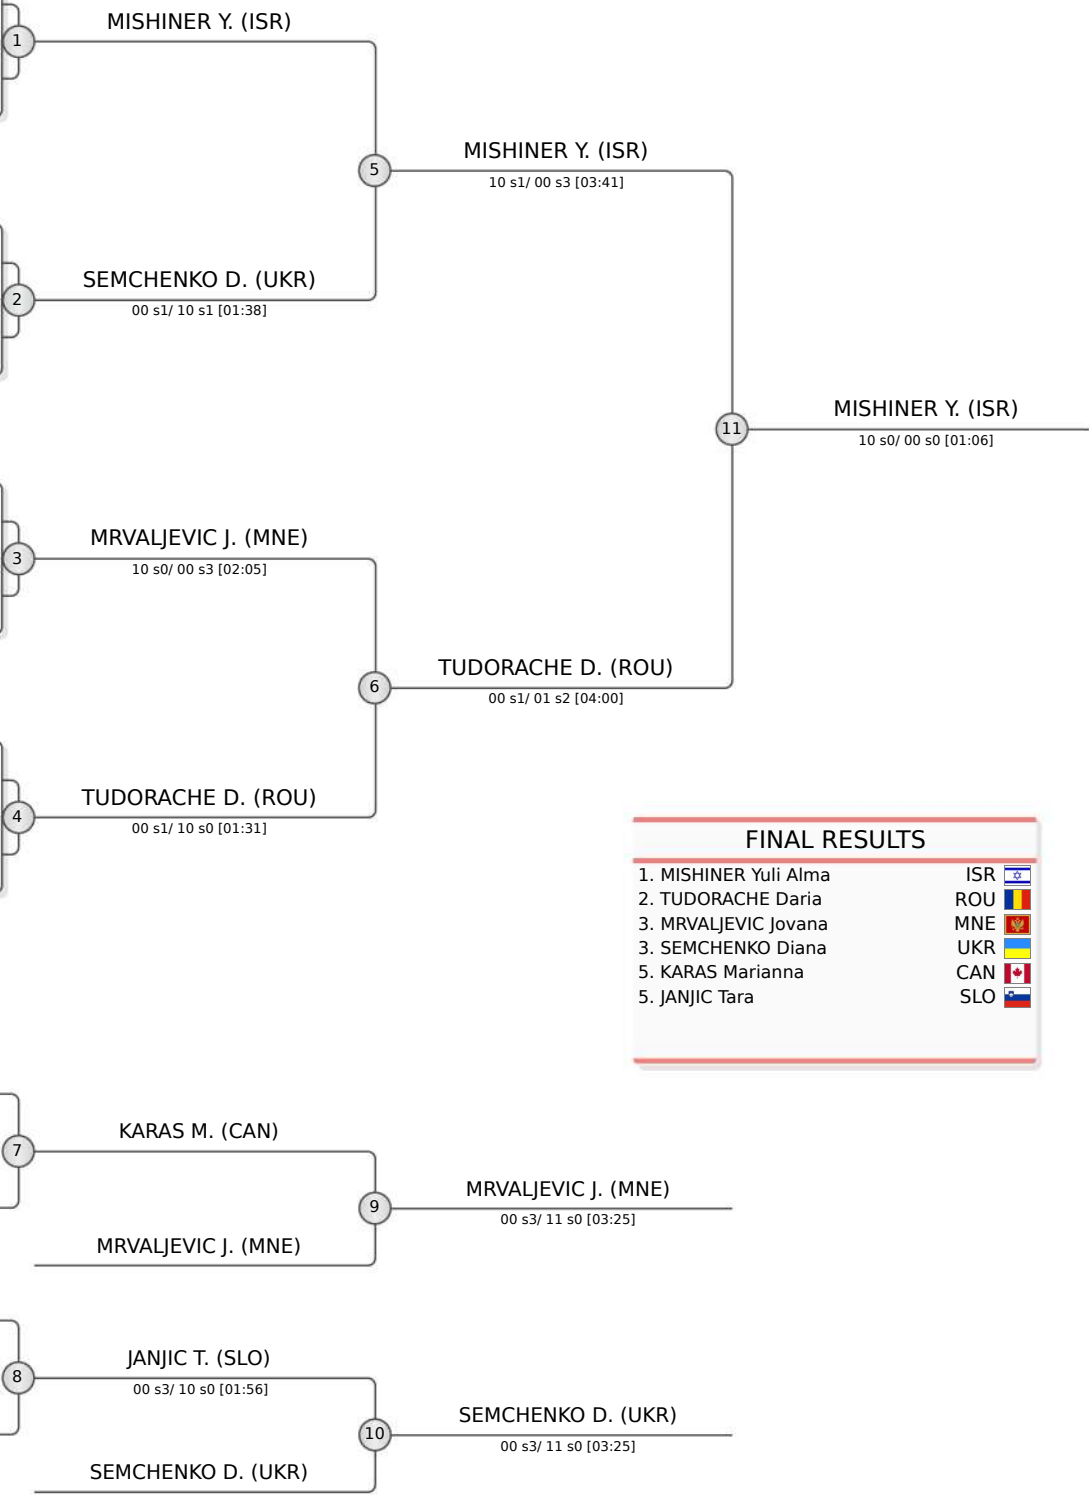 MISHINER Y. (ISR)
1
MISHINER Y. (ISR)
5
10 s1/ 00 s3 [03:41]
SEMCHENKO D. (UKR)
2
00 s1/ 10 s1 [01:38]
MISHINER Y. (ISR)
11
10 s0/ 00 s0 [01:06]
MRVALJEVIC J. (MNE)
3
10 s0/ 00 s3 [02:05]
TUDORACHE D. (ROU)
6
00 s1/ 01 s2 [04:00]
TUDORACHE D. (ROU)
4
00 s1/ 10 s0 [01:31]
FINAL RESULTS
1. MISHINER Yuli Alma ISR
2. TUDORACHE Daria ROU
3. MRVALJEVIC Jovana MNE
3. SEMCHENKO Diana UKR
5. KARAS Marianna CAN
5. JANJIC Tara SLO
KARAS M. (CAN)
7
MRVALJEVIC J. (MNE)
9
00 s3/ 11 s0 [03:25]
MRVALJEVIC J. (MNE)
JANJIC T. (SLO)
8
00 s3/ 10 s0 [01:56]
SEMCHENKO D. (UKR)
10
00 s3/ 11 s0 [03:25]
SEMCHENKO D. (UKR)